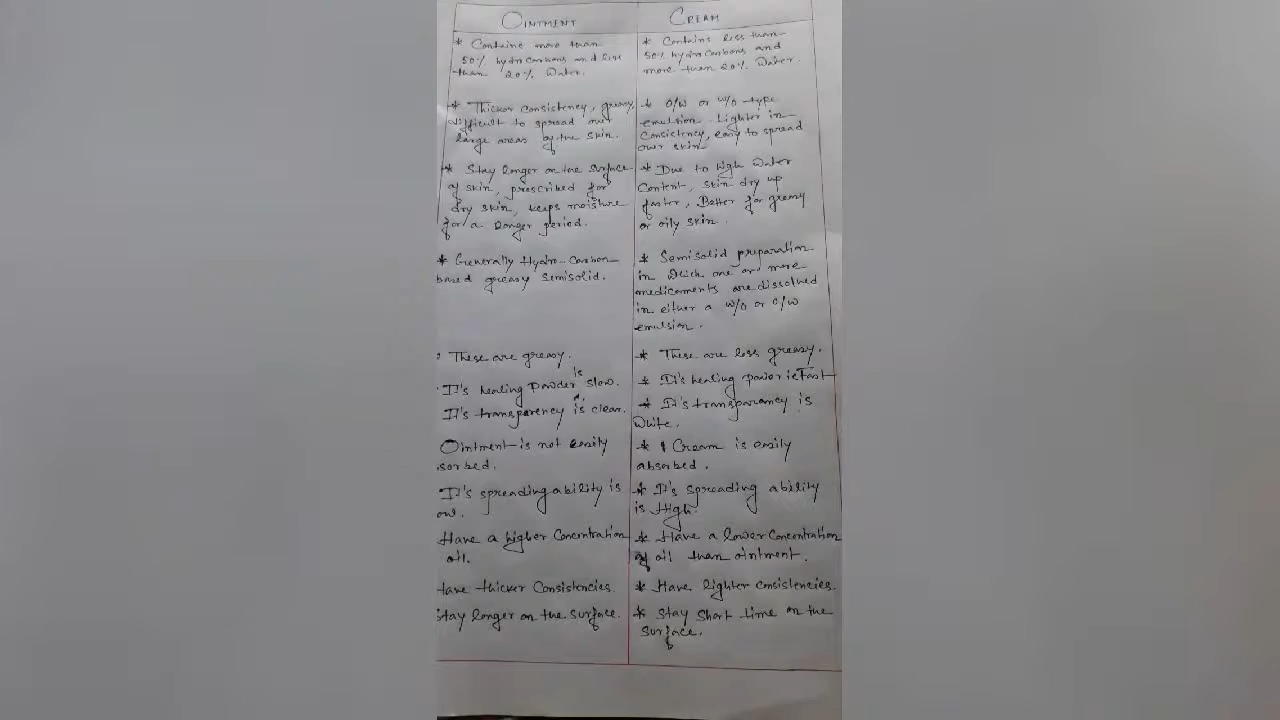 OINTMENT
* Contains more than
50% hydrocarbons and less
than 20% Water.
* Thicker consistency, greasy,
difficult to spread over
large areas of the skin.
* Stay longer on the surface
of skin, prescribed for
dry skin, keeps moisture
for a longer period.
* Generally Hydro-Carbon
based greasy semisolid.
These are greasy.
is
It's healing powder slow.
It's transparency is clear.
Ointment is not easily
sorbed.
It's spreading ability is
ow.
Have a higher Concentration
oil.
Have thicker Consistencies.
Stay longer on the surface.
CREAM
* Contains less than
50% hydrocarbons and
more than 20% Water.
* O/W or W/O type
emulsion. Lighter in
Consistency, easy to spread
over skin
* Due to high Water
Content, skin dry up
faster, Better for greasy
or oily skin.
* Semisolid preparation
in which one or more
medicaments are dissolved
in either a W/O or O/W
emulsion.
* These are less greasy.
* It's healing power is Fast
* It's transparancy is
White.
* Cream is easily
absorbed.
* It's spreading ability
is High.
* Have a lower Concentration
of oil than ointment.
* Have lighter consistencies.
* Stay Short time on the
surface.